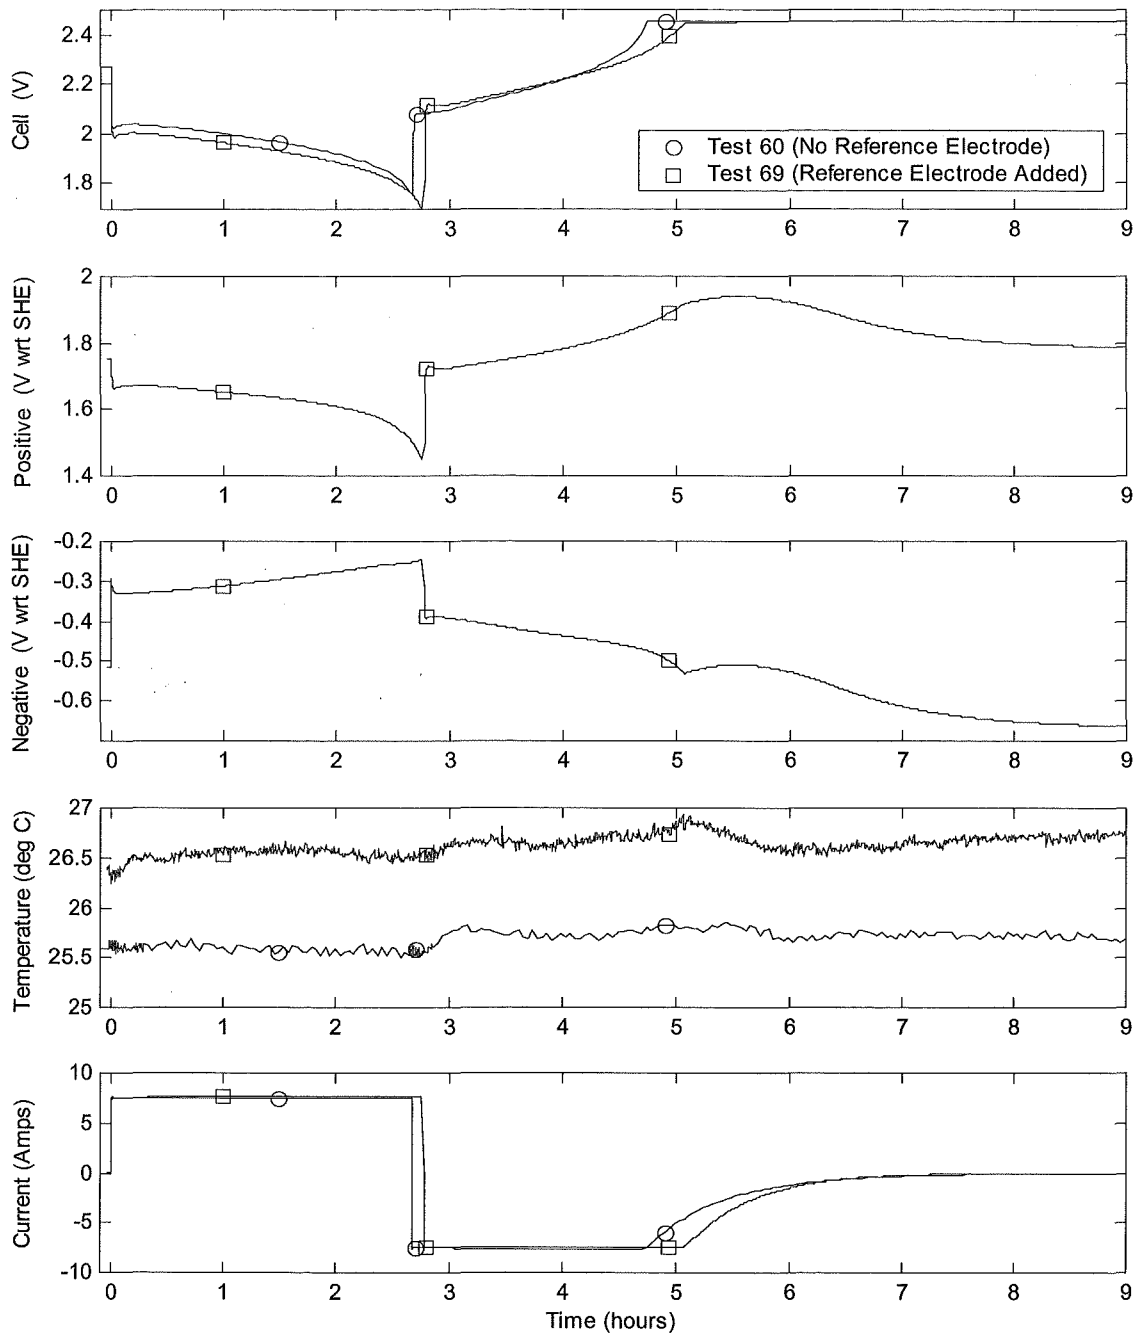 Cell (V)
2.4
2.2
2
1.8
Test 60 (No Reference Electrode)
Test 69 (Reference Electrode Added)
0 1 2 3 4 5 6 7 8 9
Positive (V wrt SHE)
2
1.8
1.6
1.4
0 1 2 3 4 5 6 7 8 9
Negative (V wrt SHE)
-0.2
-0.3
-0.4
-0.5
-0.6
0 1 2 3 4 5 6 7 8 9
Temperature (deg C)
27
26.5
26
25.5
25
0 1 2 3 4 5 6 7 8 9
Current (Amps)
10
5
0
-5
-10
0 1 2 3 4 5 6 7 8 9
Time (hours)